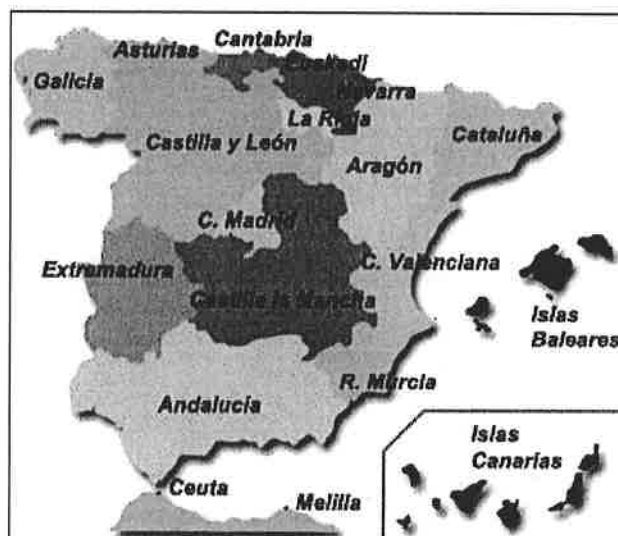 Cantabria
Asturias
Euskadi
Galicia
Navarra
La Rioja
Castilla y León
Cataluña
Aragón
C. Madrid
Extremadura
C. Valenciana
Castilla la Mancha
Islas
Baleares
R. Murcia
Andalucía
Islas
Canarias
Ceuta
Melilla